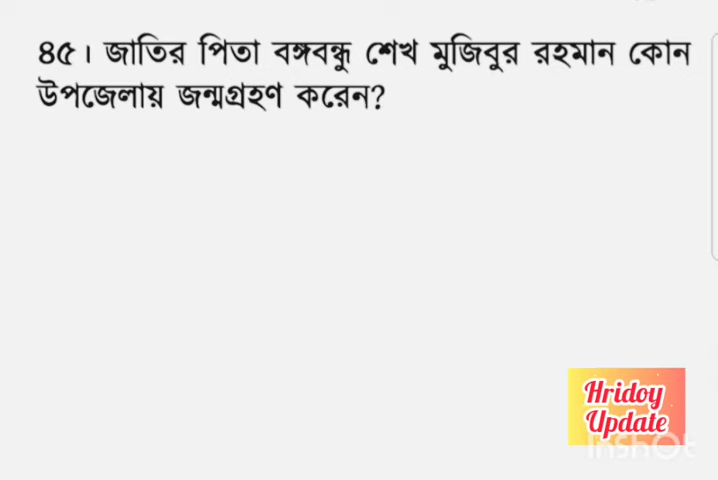 ৪৫। জাতির পিতা বঙ্গবন্ধু শেখ মুজিবুর রহমান কোন
উপজেলায় জন্মগ্রহণ করেন?
Hridoy
Update
InShOt